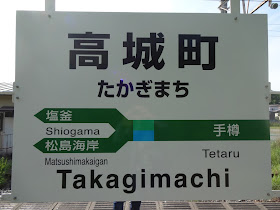 高城町
たかぎまち
塩釜
Shiogama
松島海岸
Matsushimakaigan
手樽
Tetaru
Takagimachi